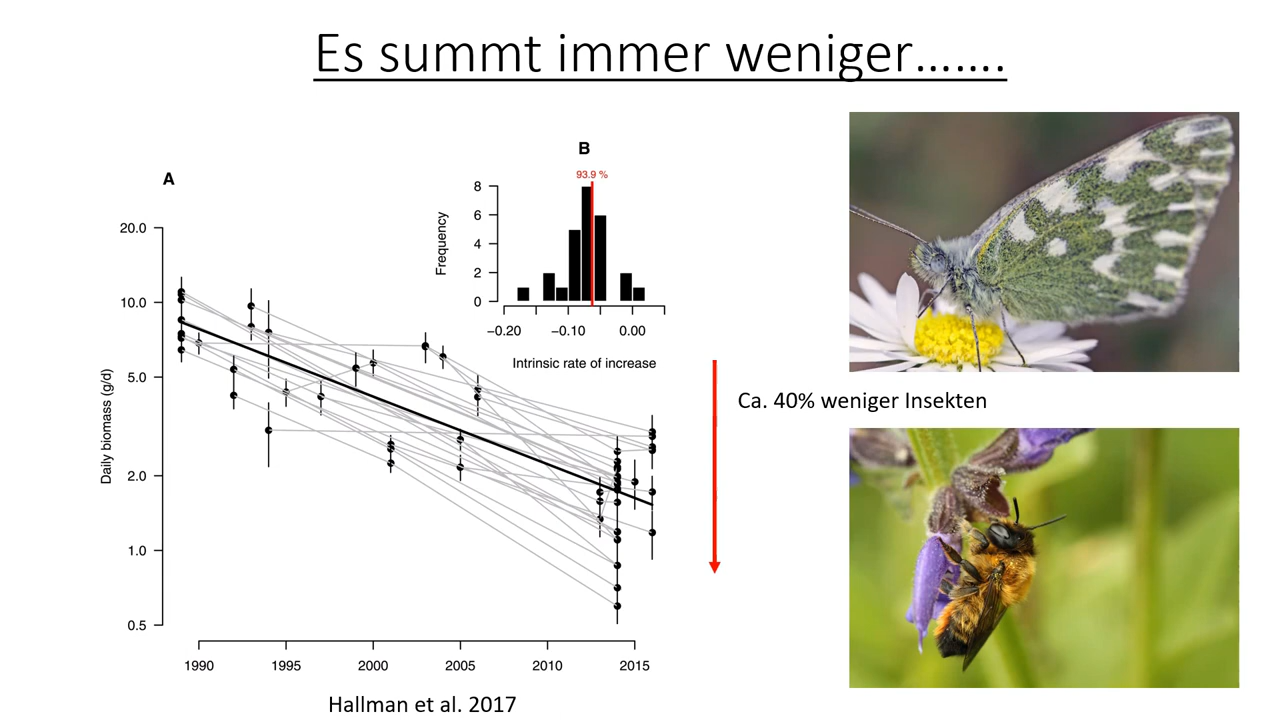 Es summt immer weniger.......
A
B
93.9 %
8
6
4
2
0
Frequency
−0.20
−0.10
0.00
Intrinsic rate of increase
20.0
10.0
5.0
2.0
1.0
0.5
Daily biomass (g/d)
1990
1995
2000
2005
2010
2015
Ca. 40% weniger Insekten
Hallman et al. 2017